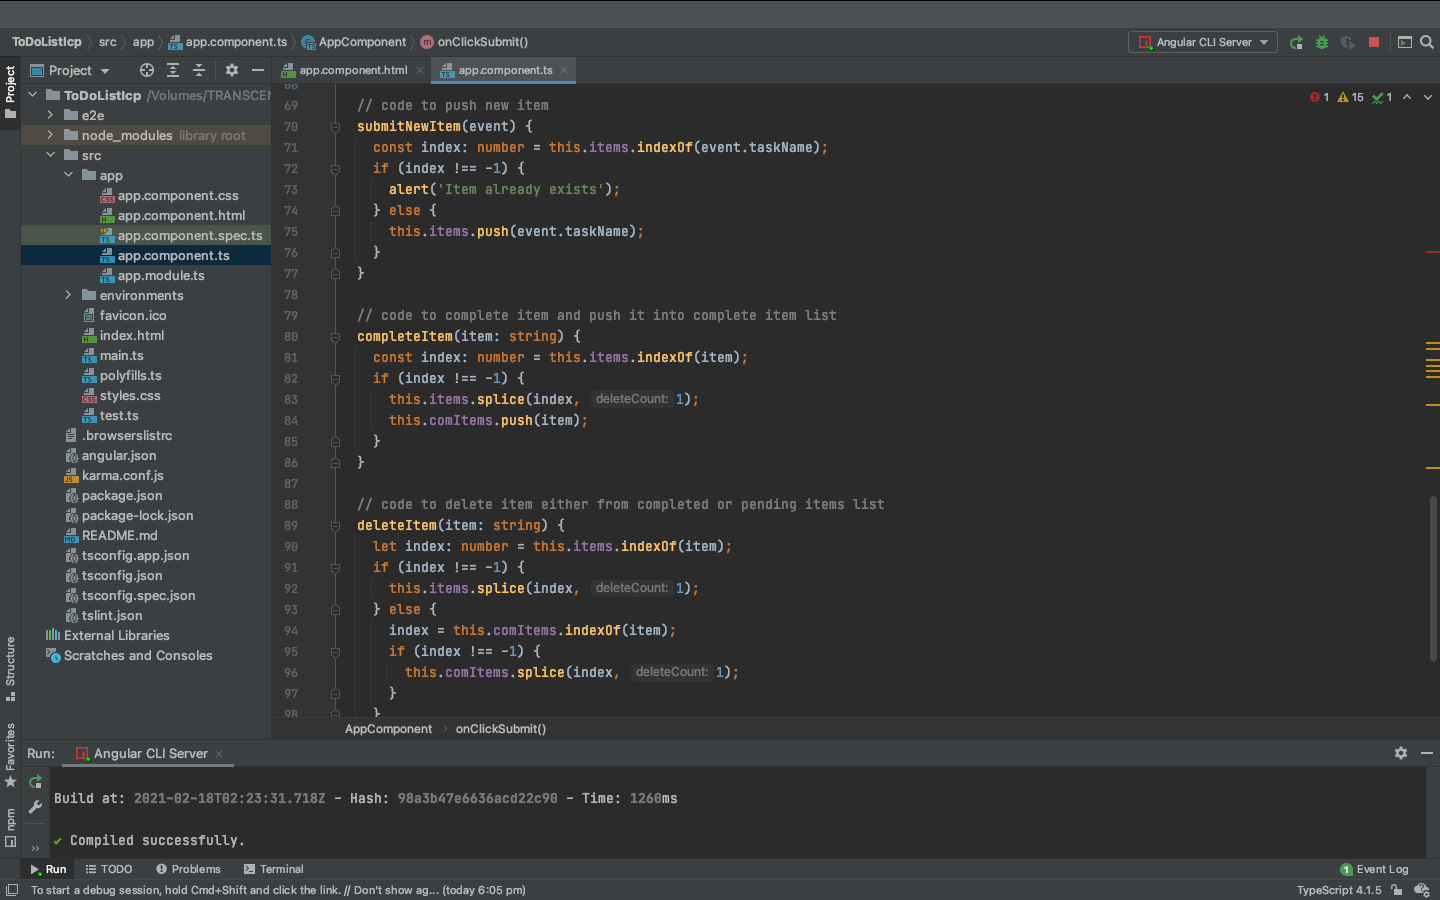 ToDoListIcp src app app.component.ts AppComponent onClickSubmit()
Angular CLI Server
Project
app.component.html
app.component.ts
Project
ToDoListIcp /Volumes/TRANSCEN
e2e
node_modules library root
src
app
app.component.css
app.component.html
app.component.spec.ts
app.component.ts
app.module.ts
environments
favicon.ico
index.html
main.ts
polyfills.ts
styles.css
test.ts
.browserslistrc
angular.json
karma.conf.js
package.json
package-lock.json
README.md
tsconfig.app.json
tsconfig.json
tsconfig.spec.json
tslint.json
External Libraries
Scratches and Consoles
Structure
Favorites
npm
1 15 1
68
69 // code to push new item
70 submitNewItem(event) {
71 const index: number = this.items.indexOf(event.taskName);
72 if (index !== -1) {
73 alert('Item already exists');
74 } else {
75 this.items.push(event.taskName);
76 }
77 }
78
79 // code to complete item and push it into complete item list
80 completeItem(item: string) {
81 const index: number = this.items.indexOf(item);
82 if (index !== -1) {
83 this.items.splice(index, deleteCount: 1);
84 this.comItems.push(item);
85 }
86 }
87
88 // code to delete item either from completed or pending items list
89 deleteItem(item: string) {
90 let index: number = this.items.indexOf(item);
91 if (index !== -1) {
92 this.items.splice(index, deleteCount: 1);
93 } else {
94 index = this.comItems.indexOf(item);
95 if (index !== -1) {
96 this.comItems.splice(index, deleteCount: 1);
97 }
98 }
AppComponent onClickSubmit()
Run: Angular CLI Server
Build at: 2021-02-18T02:23:31.718Z - Hash: 98a3b47e6636acd22c90 - Time: 1260ms
✔ Compiled successfully.
Run TODO Problems Terminal
1 Event Log
To start a debug session, hold Cmd+Shift and click the link. // Don't show ag... (today 6:05 pm)
TypeScript 4.1.5